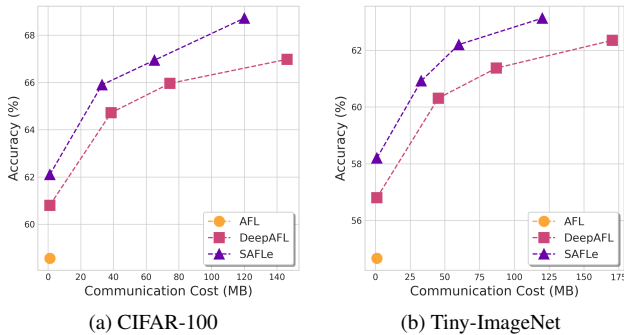 68
66
64
62
60
Accuracy (%)
0 20 40 60 80 100 120 140
Communication Cost (MB)
AFL
DeepAFL
SAFLe
(a) CIFAR-100
62
60
58
56
Accuracy (%)
0 25 50 75 100 125 150 175
Communication Cost (MB)
AFL
DeepAFL
SAFLe
(b) Tiny-ImageNet